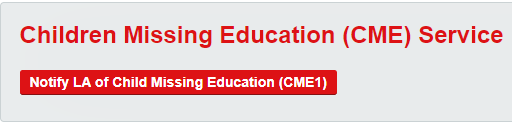 Children Missing Education (CME) Service
Notify LA of Child Missing Education (CME1)